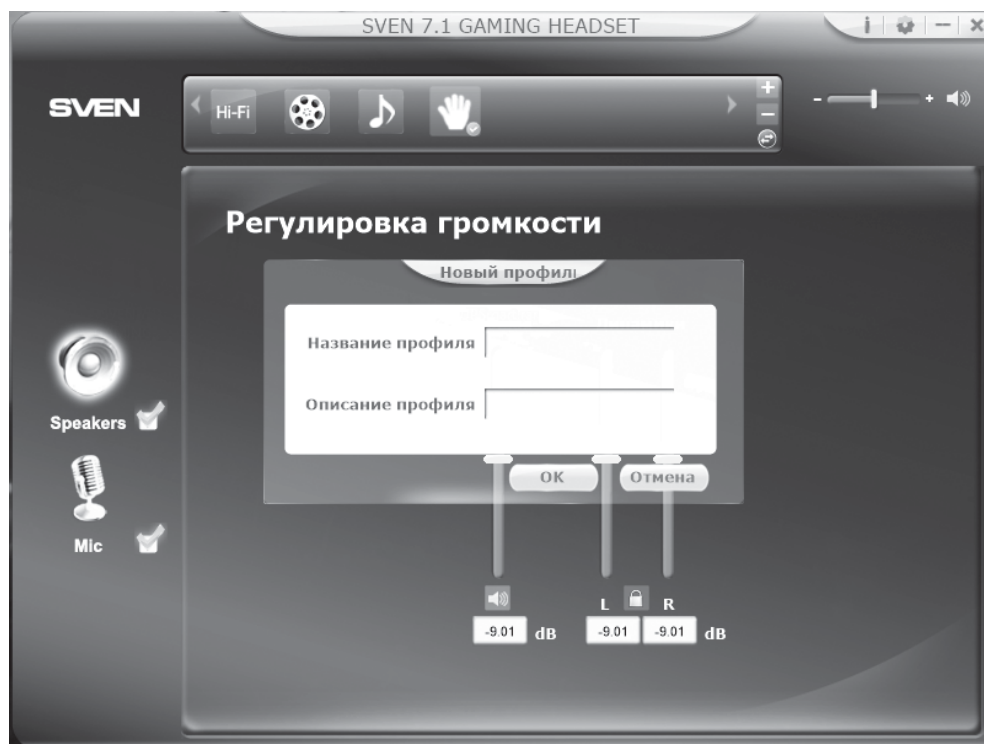 SVEN 7.1 GAMING HEADSET
i
SVEN
Hi-Fi
Регулировка громкости
Новый профиль
Название профиля
Описание профиля
Speakers
OK
Отмена
Mic
L
R
-9.01 dB
-9.01
-9.01 dB